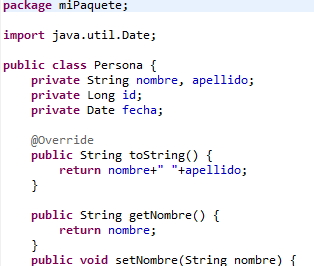 package miPaquete;
import java.util.Date;
public class Persona {
private String nombre, apellido;
private Long id;
private Date fecha;
@Override
public String toString() {
return nombre+" "+apellido;
}
public String getNombre() {
return nombre;
}
public void setNombre(String nombre) {